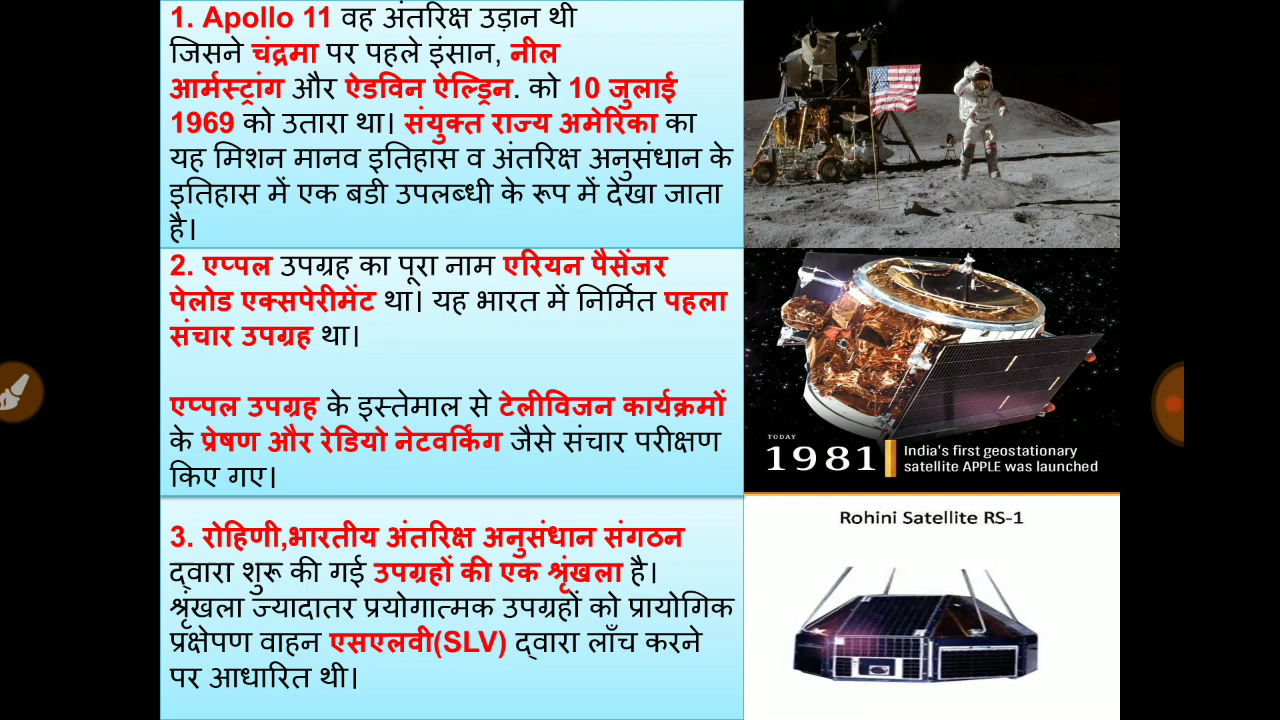 1. Apollo 11 वह अंतरिक्ष उड़ान थी
जिसने चंद्रमा पर पहले इंसान, नील
आर्मस्ट्रांग और ऐडविन ऐल्ड्रिन. को 10 जुलाई
1969 को उतारा था। संयुक्त राज्य अमेरिका का
यह मिशन मानव इतिहास व अंतरिक्ष अनुसंधान के
इतिहास में एक बडी उपलब्धी के रूप में देखा जाता
है।
2. एप्पल उपग्रह का पूरा नाम एरियन पैसेंजर
पेलोड एक्सपेरीमेंट था। यह भारत में निर्मित पहला
संचार उपग्रह था।
एप्पल उपग्रह के इस्तेमाल से टेलीविजन कार्यक्रमों
के प्रेषण और रेडियो नेटवर्किंग जैसे संचार परीक्षण
किए गए।
TODAY
1981
India's first geostationary
satellite APPLE was launched
3. रोहिणी,भारतीय अंतरिक्ष अनुसंधान संगठन
द्वारा शुरू की गई उपग्रहों की एक श्रृंखला है।
श्रृंखला ज्यादातर प्रयोगात्मक उपग्रहों को प्रायोगिक
प्रक्षेपण वाहन एसएलवी(SLV) द्वारा लाँच करने
पर आधारित थी।
Rohini Satellite RS-1